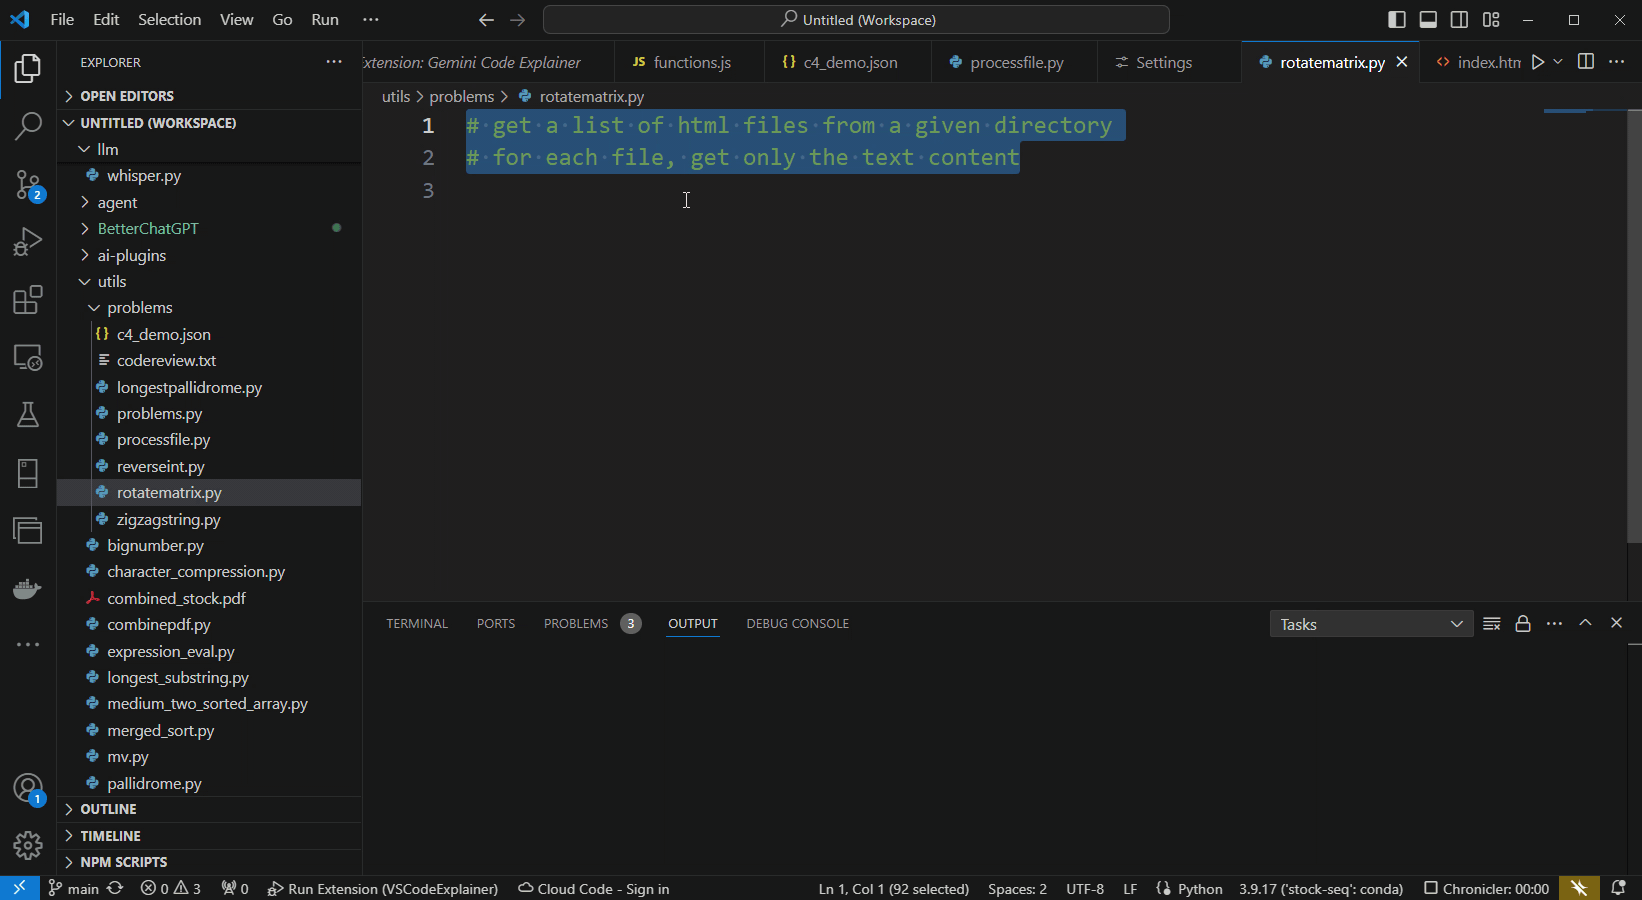 File Edit Selection View Go Run
Untitled (Workspace)
EXPLORER
Extension: Gemini Code Explainer
JS functions.js
{} c4_demo.json
processfile.py
Settings
rotatematrix.py
<> index.htm
utils > problems > rotatematrix.py
OPEN EDITORS
UNTITLED (WORKSPACE)
llm
whisper.py
agent
BetterChatGPT
ai-plugins
utils
problems
{} c4_demo.json
codereview.txt
longestpallidrome.py
problems.py
processfile.py
reverseint.py
rotatematrix.py
zigzagstring.py
bignumber.py
character_compression.py
combined_stock.pdf
combinepdf.py
expression_eval.py
longest_substring.py
medium_two_sorted_array.py
merged_sort.py
mv.py
pallidrome.py
OUTLINE
TIMELINE
NPM SCRIPTS
2
1
1 # get a list of html files from a given directory
2 # for each file, get only the text content
3
TERMINAL PORTS PROBLEMS 3 OUTPUT DEBUG CONSOLE
Tasks
main 0 3 0 Run Extension (VSCodeExplainer) Cloud Code - Sign in Ln 1, Col 1 (92 selected) Spaces: 2 UTF-8 LF Python 3.9.17 ('stock-seq': conda) Chronicler: 00:00